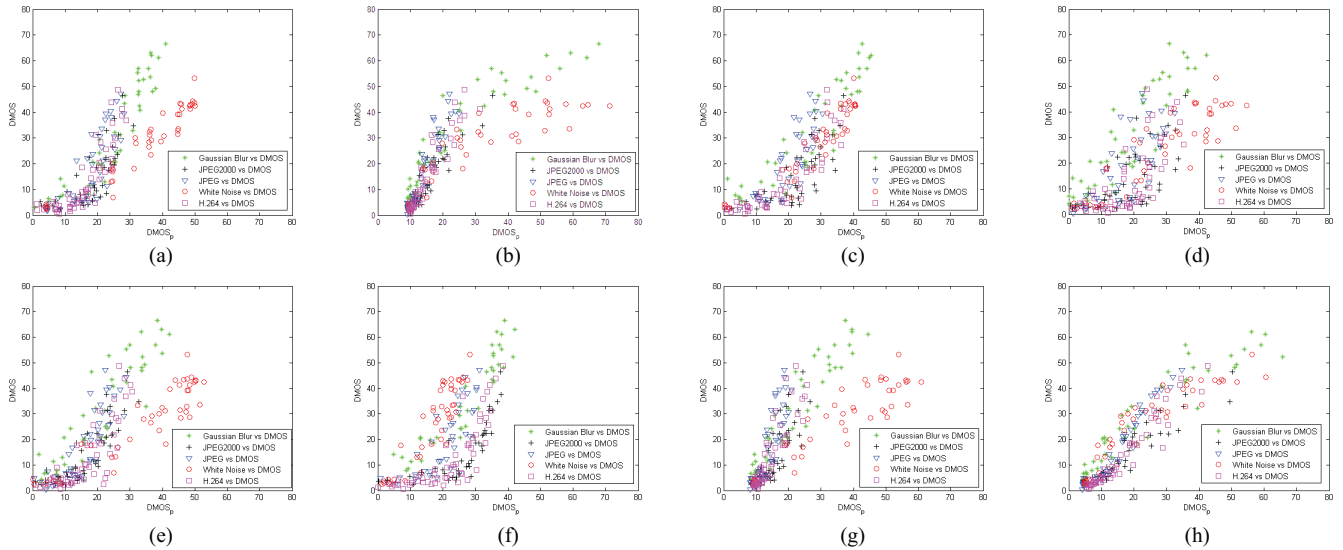 80
70
60
50
40
30
20
10
0
DMOS
Gaussian Blur vs DMOS
JPEG2000 vs DMOS
JPEG vs DMOS
White Noise vs DMOS
H.264 vs DMOS
0 10 20 30 40 50 60 70 80
DMOSp
(a)
80
70
60
50
40
30
20
10
0
DMOS
Gaussian Blur vs DMOS
JPEG2000 vs DMOS
JPEG vs DMOS
White Noise vs DMOS
H.264 vs DMOS
0 10 20 30 40 50 60 70 80
DMOSp
(b)
80
70
60
50
40
30
20
10
0
DMOS
Gaussian Blur vs DMOS
JPEG2000 vs DMOS
JPEG vs DMOS
White Noise vs DMOS
H.264 vs DMOS
0 10 20 30 40 50 60 70 80
DMOSp
(c)
80
70
60
50
40
30
20
10
0
DMOS
Gaussian Blur vs DMOS
JPEG2000 vs DMOS
JPEG vs DMOS
White Noise vs DMOS
H.264 vs DMOS
0 10 20 30 40 50 60 70 80
DMOSp
(d)
80
70
60
50
40
30
20
10
0
DMOS
Gaussian Blur vs DMOS
JPEG2000 vs DMOS
JPEG vs DMOS
White Noise vs DMOS
H.264 vs DMOS
0 10 20 30 40 50 60 70 80
DMOSp
(e)
80
70
60
50
40
30
20
10
0
DMOS
Gaussian Blur vs DMOS
JPEG2000 vs DMOS
JPEG vs DMOS
White Noise vs DMOS
H.264 vs DMOS
0 10 20 30 40 50 60 70 80
DMOSp
(f)
80
70
60
50
40
30
20
10
0
DMOS
Gaussian Blur vs DMOS
JPEG2000 vs DMOS
JPEG vs DMOS
White Noise vs DMOS
H.264 vs DMOS
0 10 20 30 40 50 60 70 80
DMOSp
(g)
80
70
60
50
40
30
20
10
0
DMOS
Gaussian Blur vs DMOS
JPEG2000 vs DMOS
JPEG vs DMOS
White Noise vs DMOS
H.264 vs DMOS
0 10 20 30 40 50 60 70 80
DMOSp
(h)